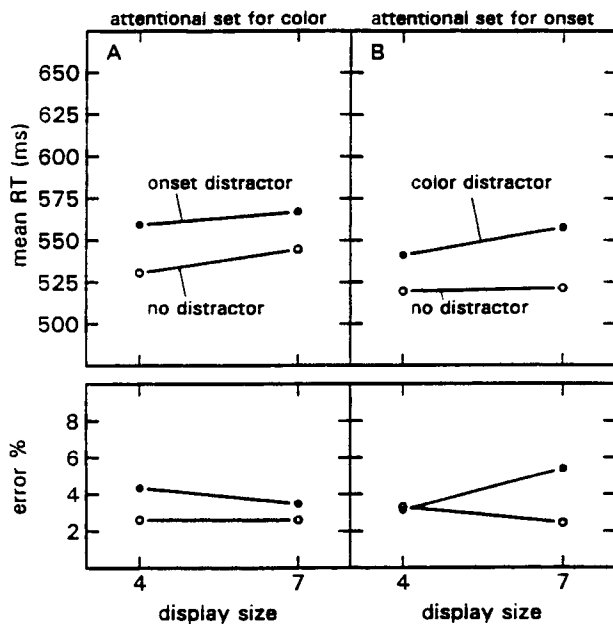 attentional set for color
attentional set for onset
A
B
650
625
600
575
550
525
500
mean RT (ms)
onset distractor
no distractor
color distractor
no distractor
8
6
4
2
error %
4
7
4
7
display size
display size